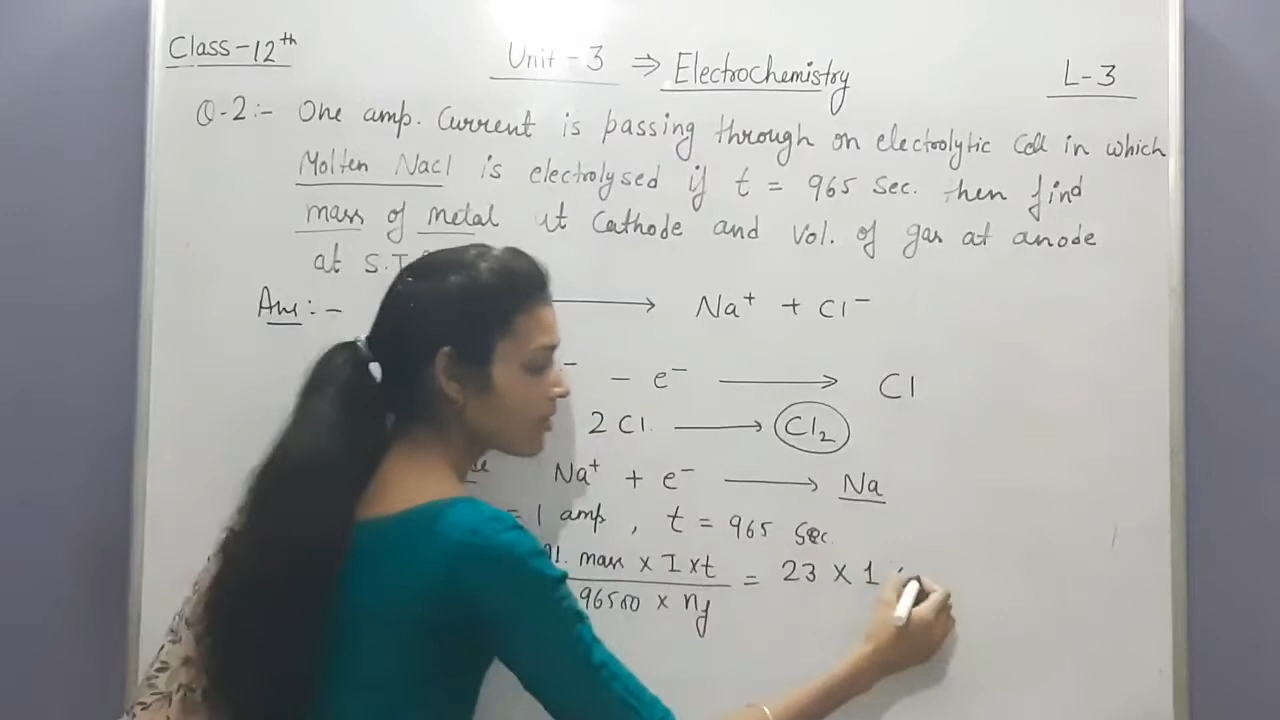 Class-12th
Unit-3 ⇒ Electrochemistry
L-3
Q-2:- One amp. Current is passing through on electrolytic Cell in which
Molten Nacl is electrolysed if t = 965 Sec. then find
mass of metal at Cathode and Vol. of gas at anode
at S.T
Ans:- ⟶ Na⁺ + Cl⁻
⁻ - e⁻ ⟶ Cl
2Cl ⟶ Cl₂
Na⁺ + e⁻ ⟶ Na
= 1 amp, t = 965 Sec.
mass x I x t = 23 x 1
96500 x nf